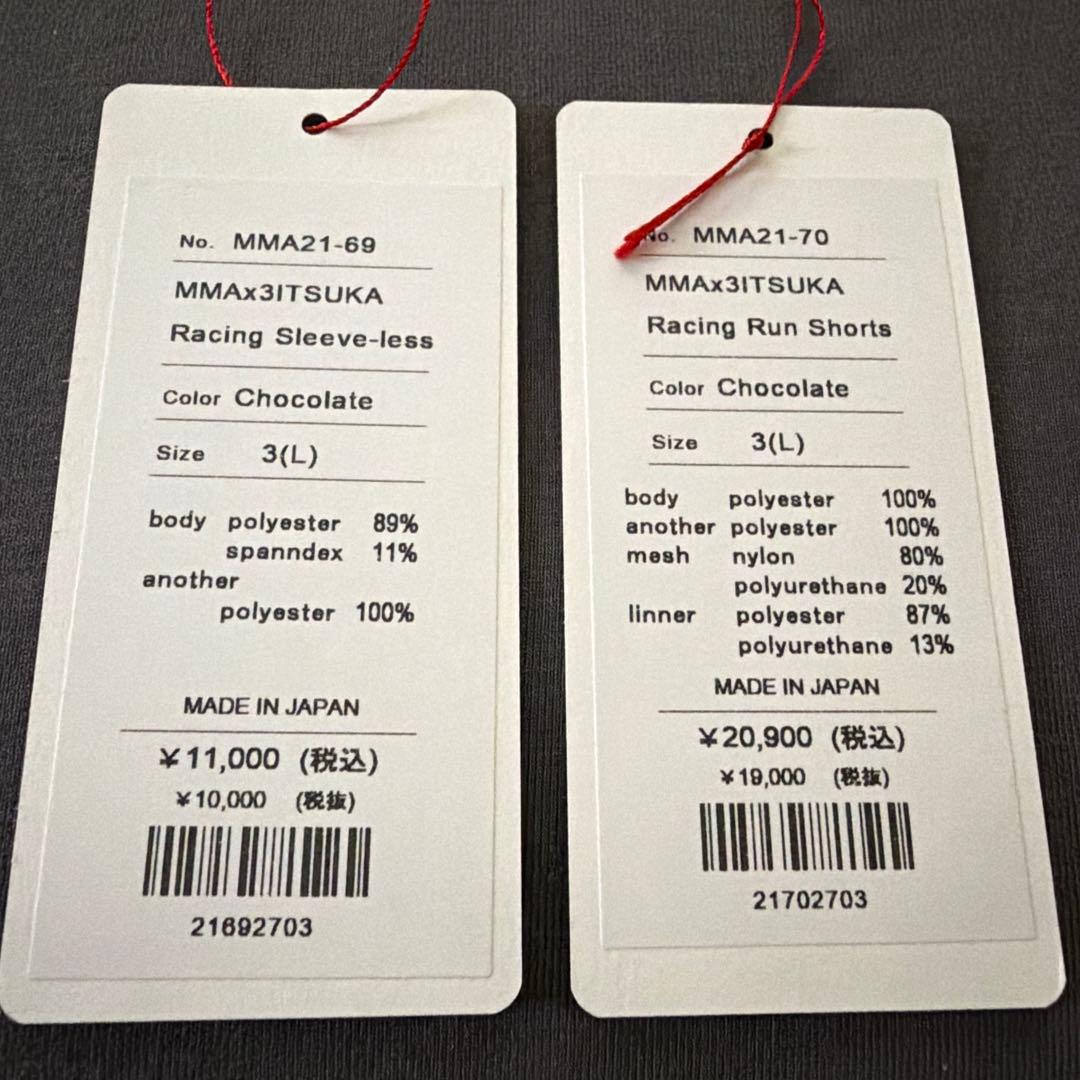 No. MMA21-69
MMAx3ITSUKA
Racing Sleeve-less
Color Chocolate
Size 3(L)
body polyester 89%
spanndex 11%
another
polyester 100%
MADE IN JAPAN
¥11,000 (税込)
¥10,000 (税抜)
21692703
No. MMA21-70
MMAx3ITSUKA
Racing Run Shorts
Color Chocolate
Size 3(L)
body polyester 100%
another polyester 100%
mesh nylon 80%
polyurethane 20%
linner polyester 87%
polyurethane 13%
MADE IN JAPAN
¥20,900 (税込)
¥19,000 (税抜)
21702703